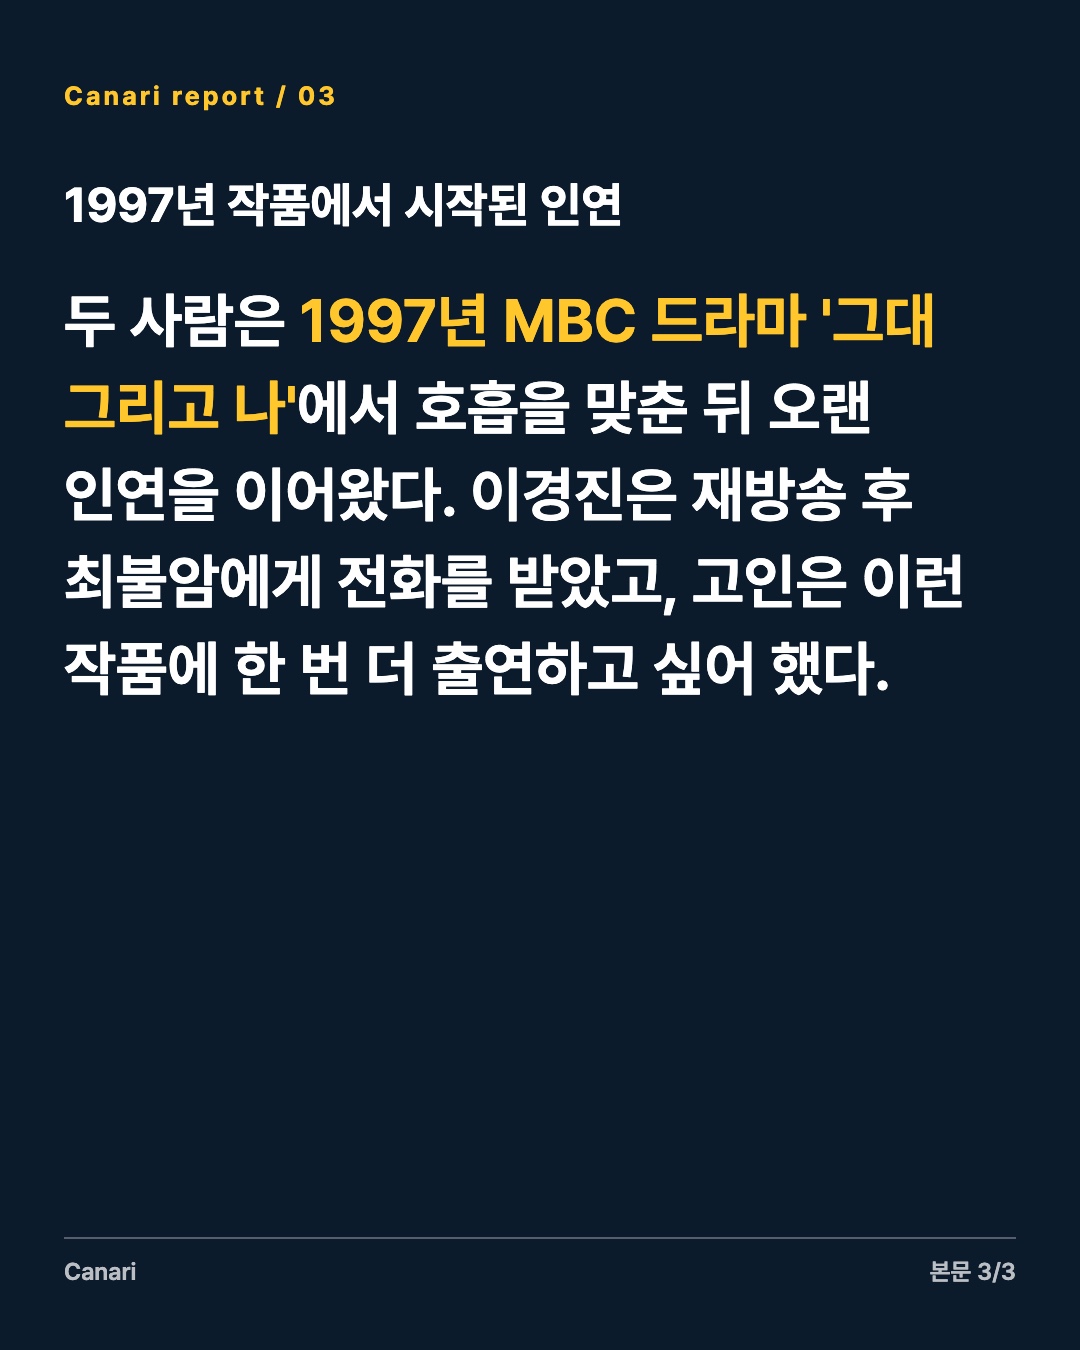 Canari report / 03
1997년 작품에서 시작된 인연
두 사람은 1997년 MBC 드라마 '그대
그리고 나'에서 호흡을 맞춘 뒤 오랜
인연을 이어왔다. 이경진은 재방송 후
최불암에게 전화를 받았고, 고인은 이런
작품에 한 번 더 출연하고 싶어 했다.
Canari
본문 3/3